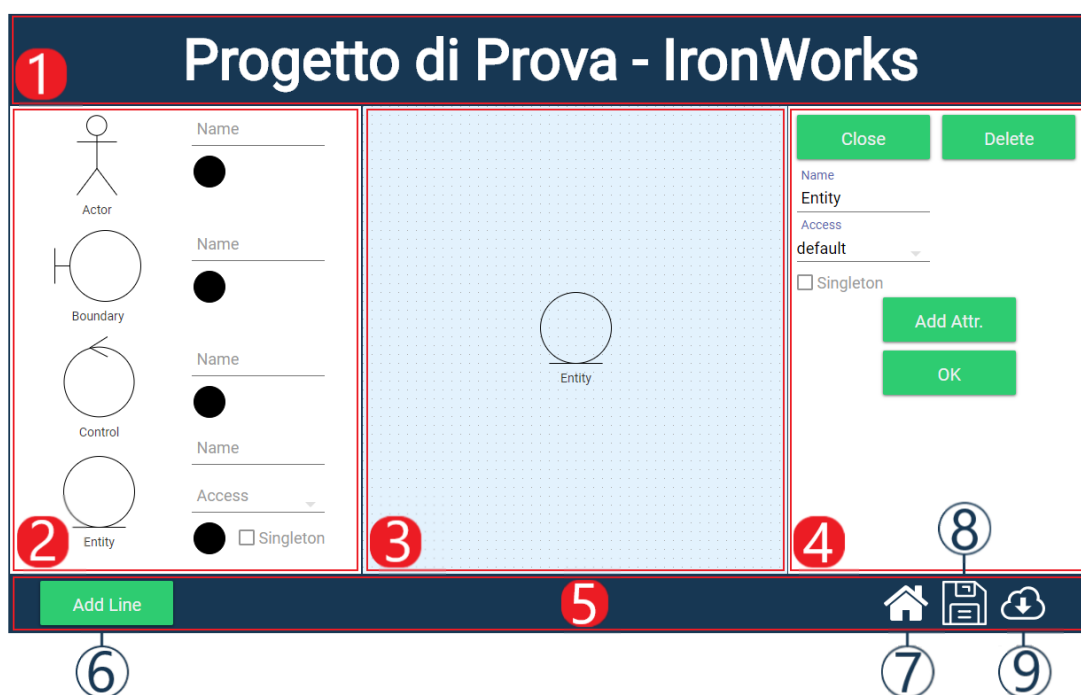 Progetto di Prova - IronWorks
1
Actor
Name
Boundary
Name
Control
Name
Entity
Name
Access
Singleton
2
Entity
3
Close
Delete
Name
Entity
Access
default
Singleton
Add Attr.
OK
4
8
Add Line
5
6
7
9